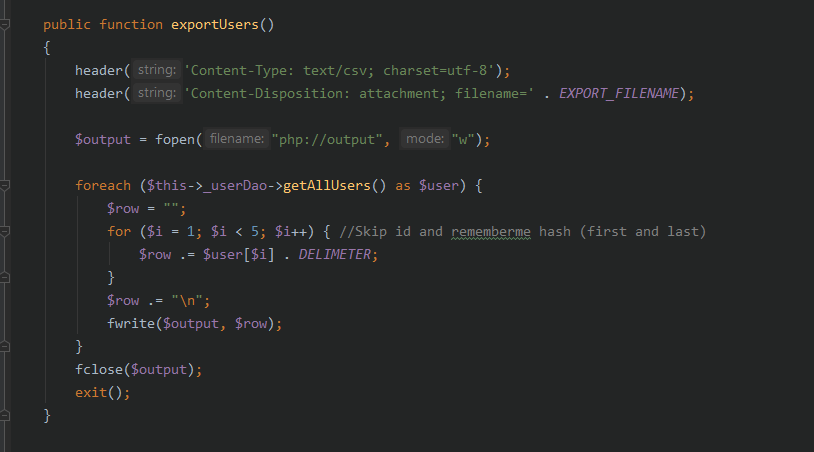 public function exportUsers()
{
header( string: 'Content-Type: text/csv; charset=utf-8');
header( string: 'Content-Disposition: attachment; filename=' . EXPORT_FILENAME);
$output = fopen( filename: "php://output", mode: "w");
foreach ($this->_userDao->getAllUsers() as $user) {
$row = "";
for ($i = 1; $i < 5; $i++) { //Skip id and rememberme hash (first and last)
$row .= $user[$i] . DELIMETER;
}
$row .= "\n";
fwrite($output, $row);
}
fclose($output);
exit();
}